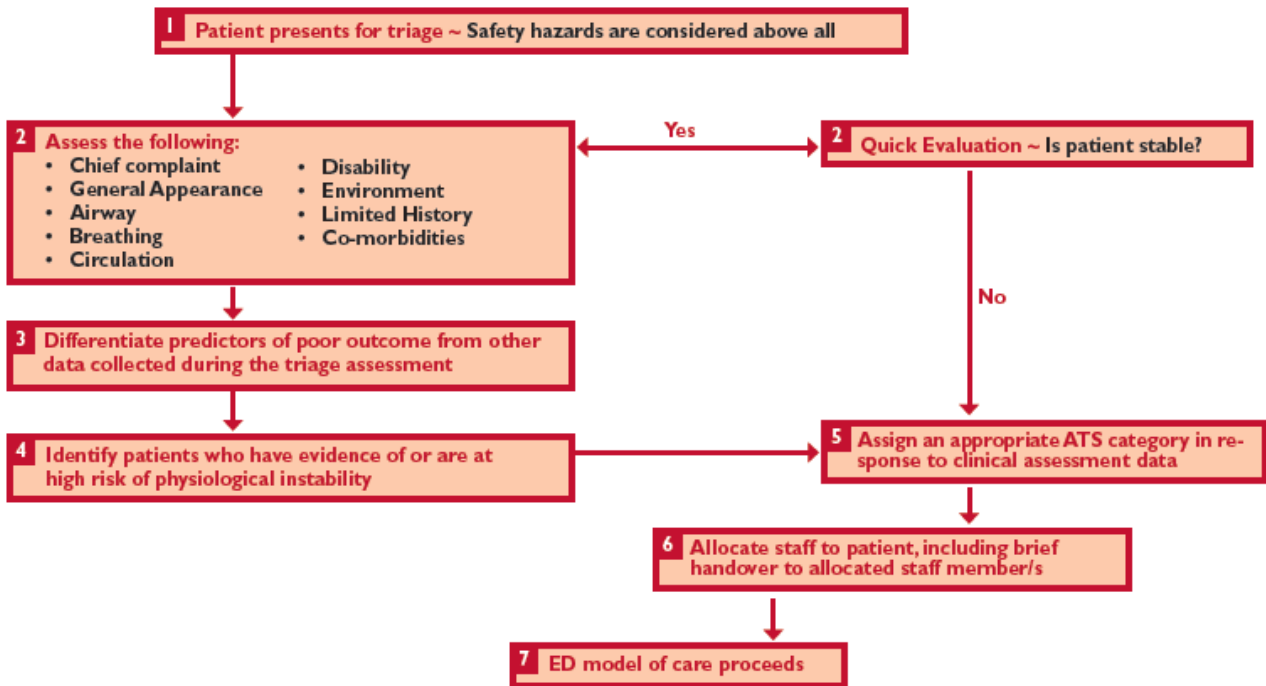 1 Patient presents for triage ~ Safety hazards are considered above all
2 Assess the following:
• Chief complaint
• General Appearance
• Airway
• Breathing
• Circulation
• Disability
• Environment
• Limited History
• Co-morbidities
Yes
2 Quick Evaluation ~ Is patient stable?
No
3 Differentiate predictors of poor outcome from other
data collected during the triage assessment
4 Identify patients who have evidence of or are at
high risk of physiological instability
5 Assign an appropriate ATS category in re-
sponse to clinical assessment data
6 Allocate staff to patient, including brief
handover to allocated staff member/s
7 ED model of care proceeds